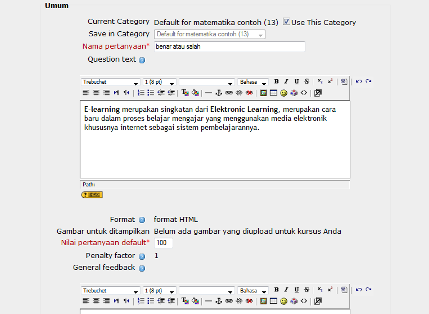 Umum
Current Category Default for matematika contoh (13) Use This Category
Save in Category Default for matematika contoh (13)
Nama pertanyaan* benar atau salah
Question text
Trebuchet 1 (8 pt) Bahasa B I U S
E-learning merupakan singkatan dari Elektronic Learning, merupakan cara
baru dalam proses belajar mengajar yang menggunakan media elektronik
khususnya internet sebagai sistem pembelajarannya.
Path:
Format format HTML
Gambar untuk ditampilkan Belum ada gambar yang diupload untuk kursus Anda
Nilai pertanyaan default* 100
Penalty factor 1
General feedback
Trebuchet 1 (8 pt) Bahasa B I U S